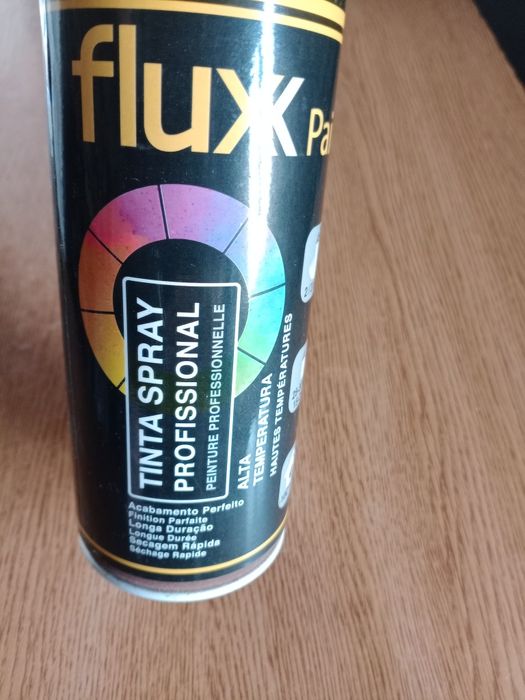 fluxx
TINTA SPRAY
PROFISSIONAL
PEINTURE PROFESSIONNELLE
ALTA
TEMPERATURA
HAUTES TEMPÉRATURES
Acabamento Perfeito
Finition Parfaite
Longa Duração
Longue Durée
Secagem Rápida
Séchage Rapide